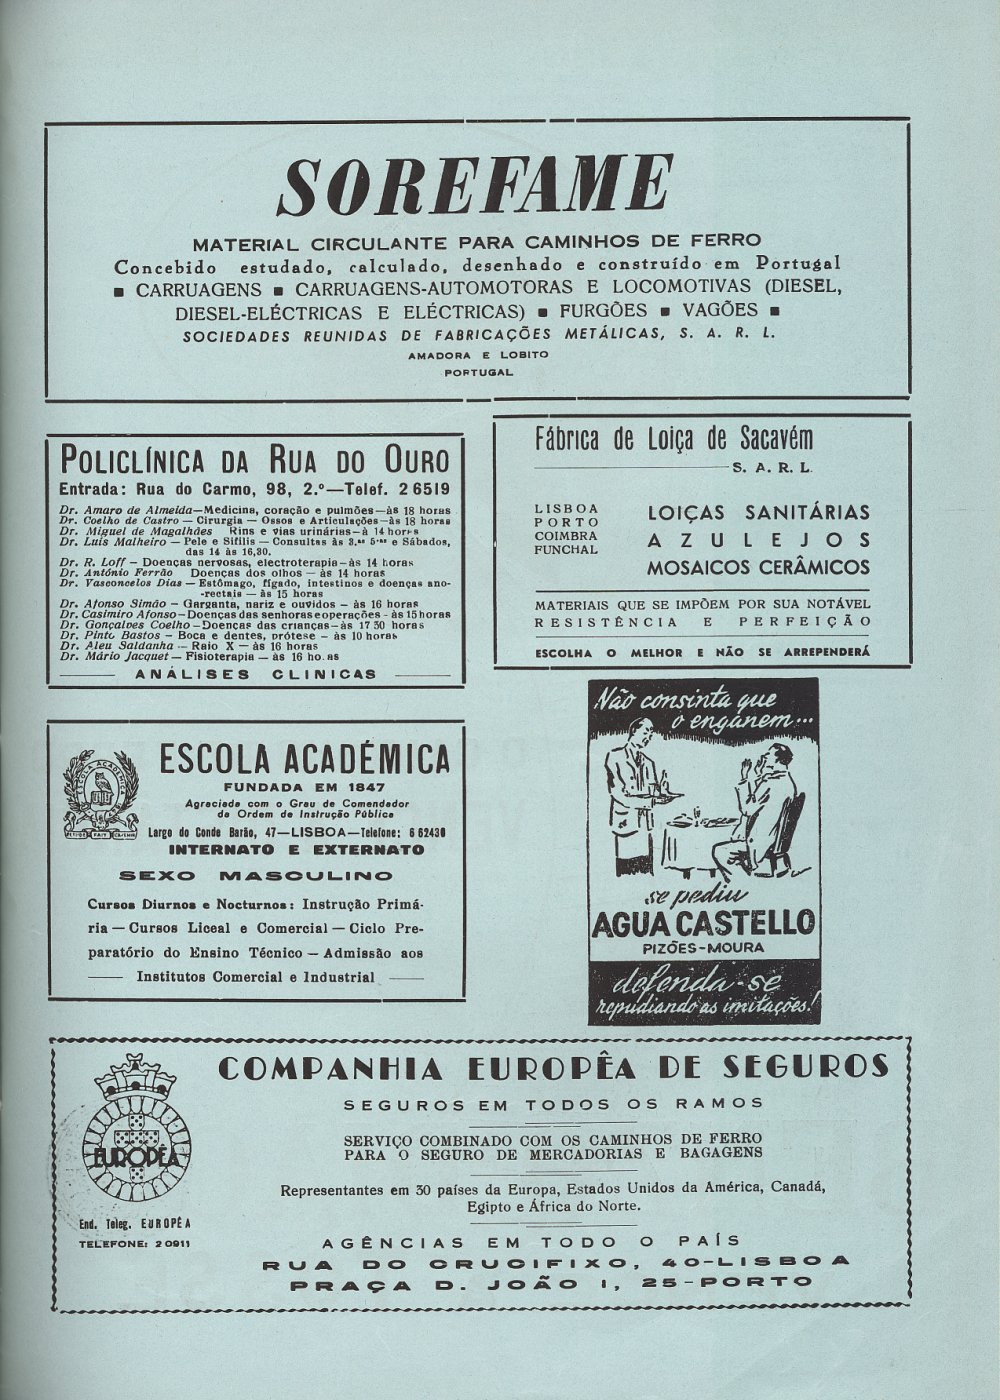 SOREFAME
MATERIAL CIRCULANTE PARA CAMINHOS DE FERRO
Concebido estudado, calculado, desenhado e construído em Portugal
■ CARRUAGENS ■ CARRUAGENS-AUTOMOTORAS E LOCOMOTIVAS (DIESEL,
DIESEL-ELÉCTRICAS E ELÉCTRICAS) ■ FURGÕES ■ VAGÕES ■
SOCIEDADES REUNIDAS DE FABRICAÇÕES METÁLICAS, S. A. R. L.
AMADORA E LOBITO
PORTUGAL
POLICLÍNICA DA RUA DO OURO
Entrada: Rua do Carmo, 98, 2.º—Telef. 2 6519
Dr. Amaro de Almeida—Medicina, coração e pulmões—às 18 horas
Dr. Coelho de Castro — Cirurgia — Ossos e Articulações—às 18 horas
Dr. Miguel de Magalhães Rins e vias urinárias—à 14 horas
Dr. Luís Malheiro — Pele e Sífilis — Consultas às 3.as 5.as e Sábados,
das 14 às 16,30.
Dr. R. Loff — Doenças nervosas, electroterapia—às 14 horas
Dr. António Ferrão Doenças dos olhos — às 14 horas
Dr. Vasconcelos Dias — Estômago, fígado, intestinos e doenças ano-
-rectais — às 15 horas
Dr. Afonso Simão — Garganta, nariz e ouvidos — às 16 horas
Dr. Casimiro Afonso—Doenças das senhoras e operações - às 15 horas
Dr. Gonçalves Coelho—Doenças das crianças—às 17 30 horas
Dr. Pinto Bastos — Boca e dentes, prótese — às 10 horas
Dr. Aleu Saldanha — Raio X — às 16 horas
Dr. Mário Jacquet — Fisioterapia — às 16 ho.as
ANÁLISES CLINICAS
Fábrica de Loiça de Sacavém
S. A. R. L.
LISBOA
PORTO
COIMBRA
FUNCHAL
LOIÇAS SANITÁRIAS
AZULEJOS
MOSAICOS CERÂMICOS
MATERIAIS QUE SE IMPÕEM POR SUA NOTÁVEL
RESISTÊNCIA E PERFEIÇÃO
ESCOLHA O MELHOR E NÃO SE ARREPENDERÁ
ESCOLA ACADÉMICA
FUNDADA EM 1847
Agraciada com o Grau de Comendador
da Ordem de Instrução Pública
Largo do Conde Barão, 47—LISBOA—Telefone: 6 62430
INTERNATO E EXTERNATO
SEXO MASCULINO
Cursos Diurnos e Nocturnos: Instrução Primá-
ria — Cursos Liceal e Comercial — Ciclo Pre-
paratório do Ensino Técnico — Admissão aos
Institutos Comercial e Industrial
ESCOLA ACADÉMICA
Não consinta que
o enganem...
se pediu
AGUA CASTELLO
PIZÕES-MOURA
defenda-se
repudiando as imitações!
COMPANHIA EUROPÊA DE SEGUROS
SEGUROS EM TODOS OS RAMOS
SERVIÇO COMBINADO COM OS CAMINHOS DE FERRO
PARA O SEGURO DE MERCADORIAS E BAGAGENS
Representantes em 30 países da Europa, Estados Unidos da América, Canadá,
Egipto e África do Norte.
AGÊNCIAS EM TODO O PAÍS
RUA DO CRUCIFIXO, 40-LISBOA
PRAÇA D. JOÃO I, 25-PORTO
EUROPÊA
End. Teleg. EUROPÊA
TELEFONE: 2 0911